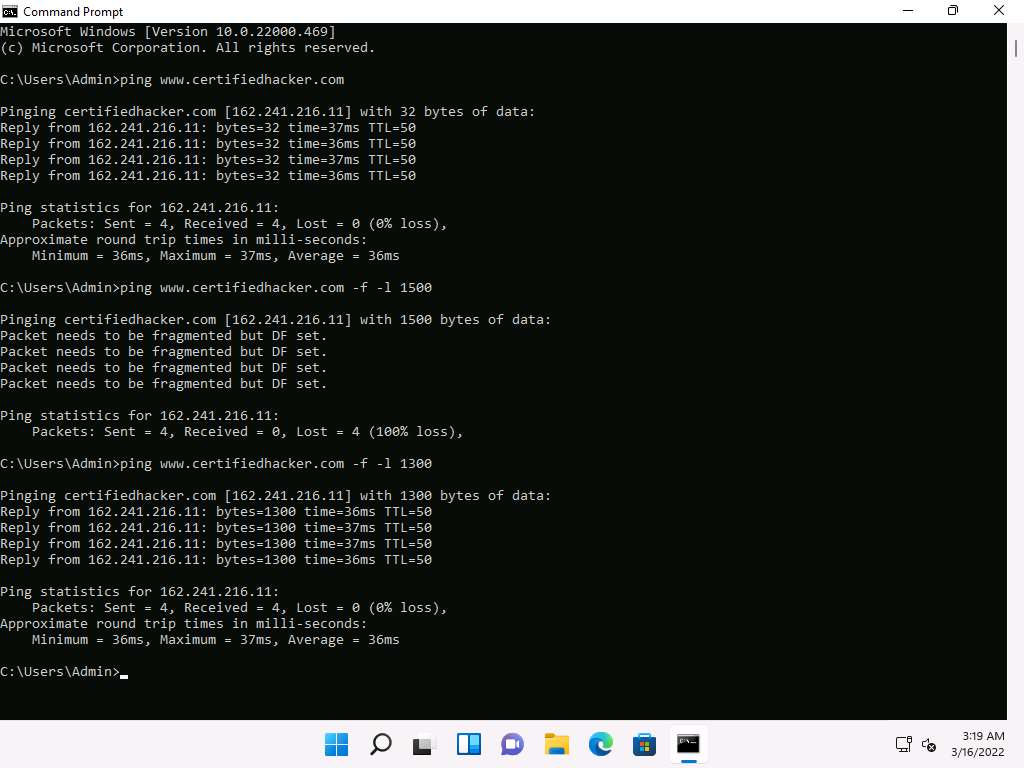 Command Prompt
Microsoft Windows [Version 10.0.22000.469]
(c) Microsoft Corporation. All rights reserved.
C:\Users\Admin>ping www.certifiedhacker.com
Pinging certifiedhacker.com [162.241.216.11] with 32 bytes of data:
Reply from 162.241.216.11: bytes=32 time=37ms TTL=50
Reply from 162.241.216.11: bytes=32 time=36ms TTL=50
Reply from 162.241.216.11: bytes=32 time=37ms TTL=50
Reply from 162.241.216.11: bytes=32 time=36ms TTL=50
Ping statistics for 162.241.216.11:
    Packets: Sent = 4, Received = 4, Lost = 0 (0% loss),
Approximate round trip times in milli-seconds:
    Minimum = 36ms, Maximum = 37ms, Average = 36ms
C:\Users\Admin>ping www.certifiedhacker.com -f -l 1500
Pinging certifiedhacker.com [162.241.216.11] with 1500 bytes of data:
Packet needs to be fragmented but DF set.
Packet needs to be fragmented but DF set.
Packet needs to be fragmented but DF set.
Packet needs to be fragmented but DF set.
Ping statistics for 162.241.216.11:
    Packets: Sent = 4, Received = 0, Lost = 4 (100% loss),
C:\Users\Admin>ping www.certifiedhacker.com -f -l 1300
Pinging certifiedhacker.com [162.241.216.11] with 1300 bytes of data:
Reply from 162.241.216.11: bytes=1300 time=36ms TTL=50
Reply from 162.241.216.11: bytes=1300 time=37ms TTL=50
Reply from 162.241.216.11: bytes=1300 time=37ms TTL=50
Reply from 162.241.216.11: bytes=1300 time=36ms TTL=50
Ping statistics for 162.241.216.11:
    Packets: Sent = 4, Received = 4, Lost = 0 (0% loss),
Approximate round trip times in milli-seconds:
    Minimum = 36ms, Maximum = 37ms, Average = 36ms
C:\Users\Admin>
3:19 AM
3/16/2022